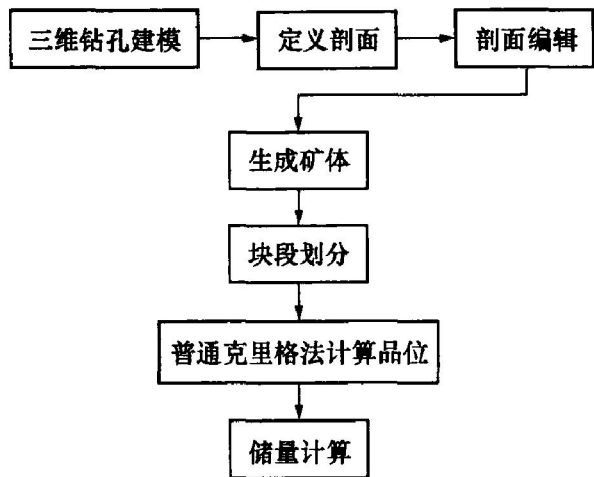 三维钻孔建模
定义剖面
剖面编辑
生成矿体
块段划分
普通克里格法计算品位
储量计算